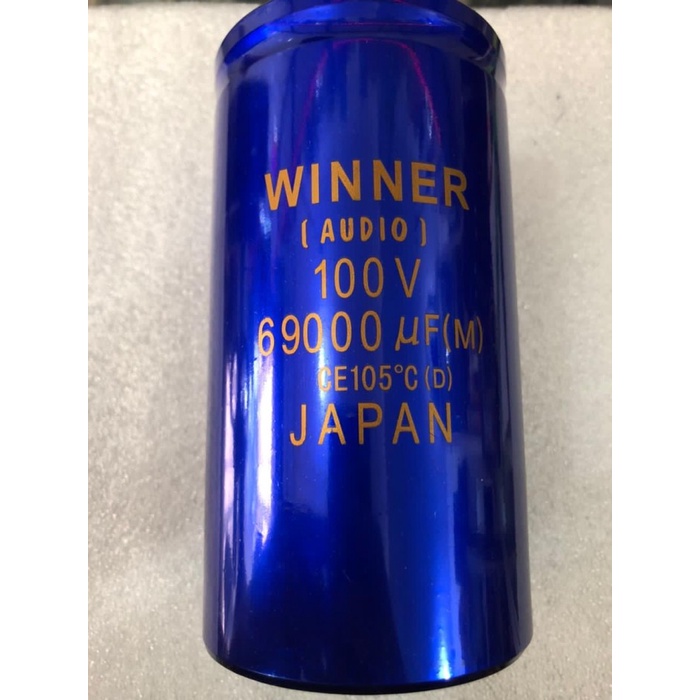 WINNER
(AUDIO)
100V
69000 µF(M)
CE105°C (D)
JAPAN